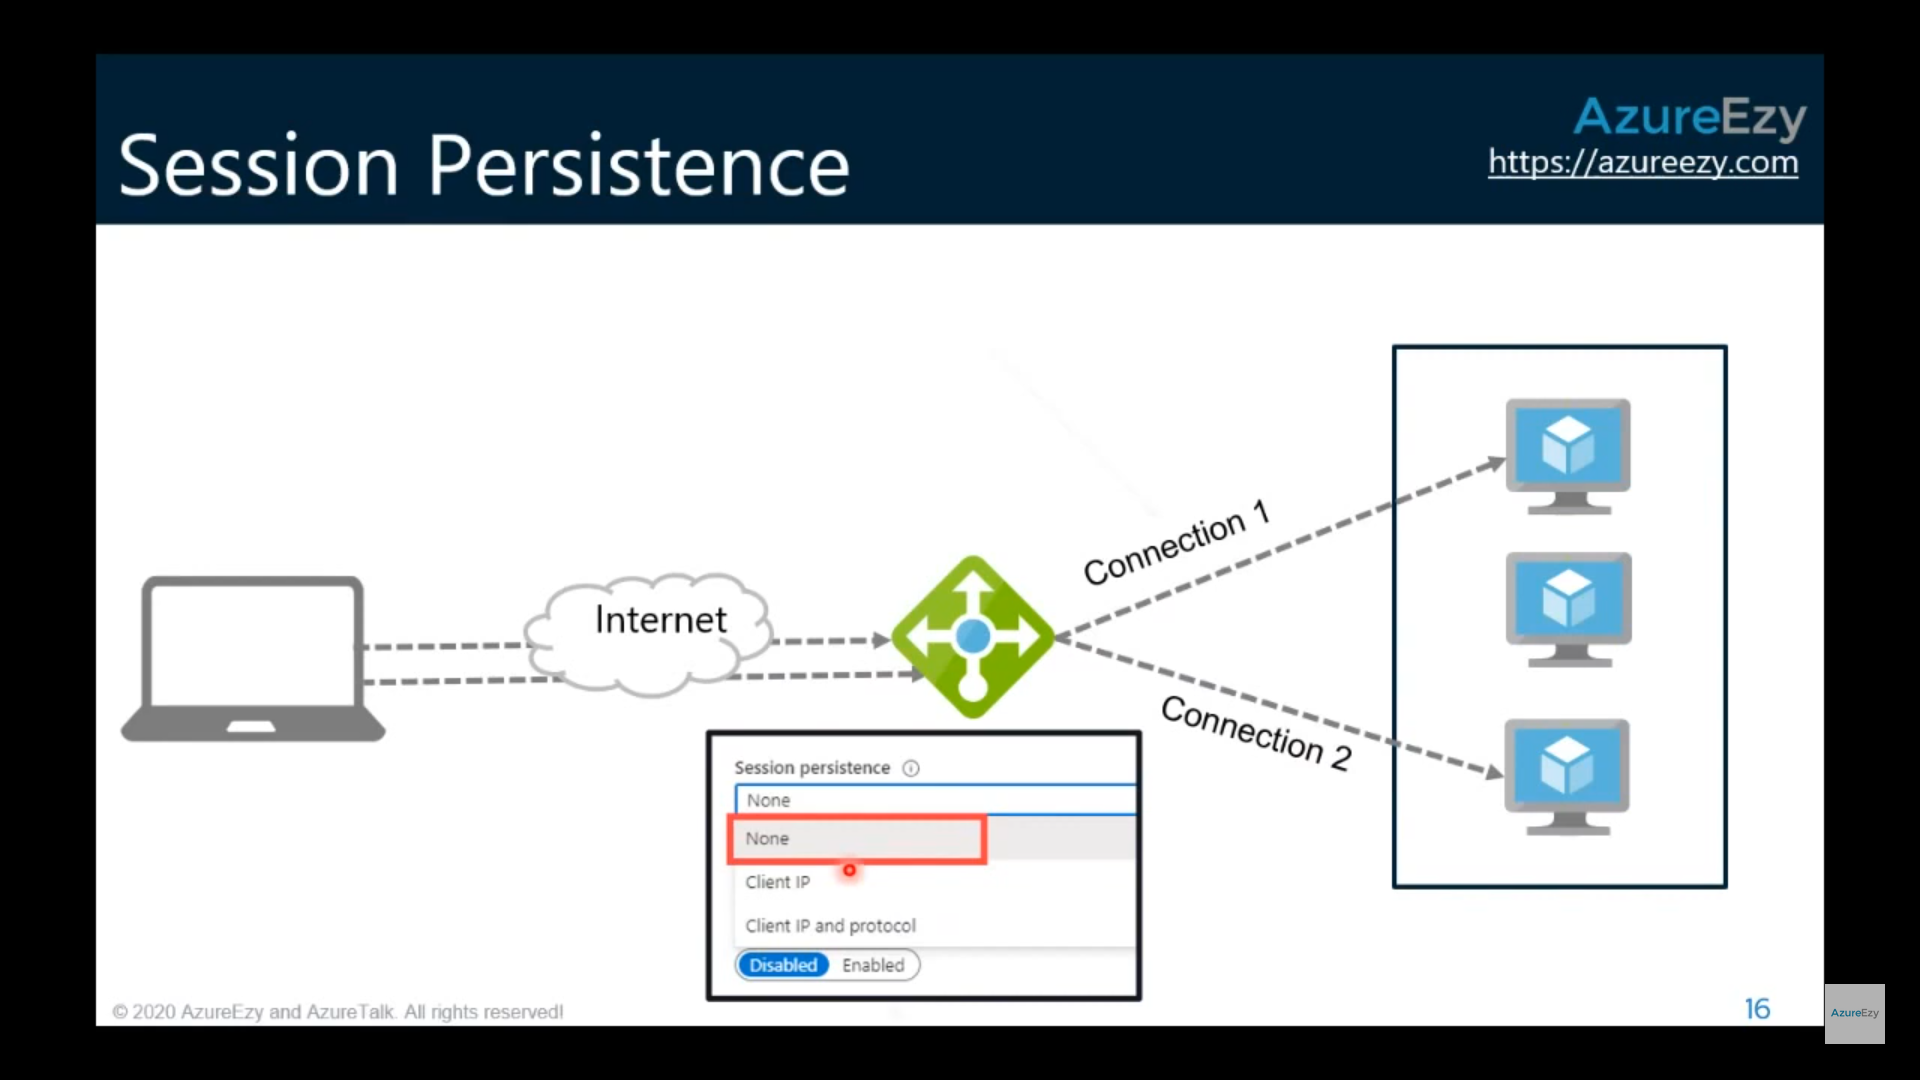 AzureEzy
https://azureezy.com
Session Persistence
Internet
Connection 1
Connection 2
Session persistence
None
None
Client IP
Client IP and protocol
Disabled Enabled
© 2020 AzureEzy and AzureTalk. All rights reserved!
16
AzureEzy